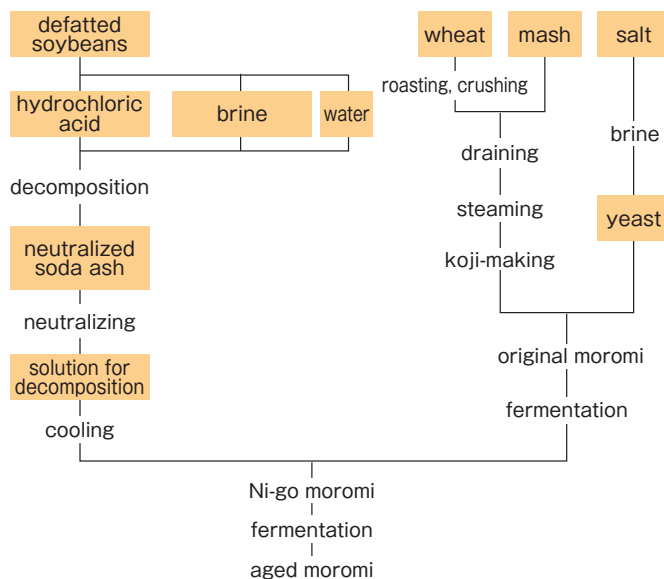 defatted
soybeans
hydrochloric
acid
brine
water
decomposition
neutralized
soda ash
neutralizing
solution for
decomposition
cooling
wheat
mash
salt
roasting, crushing
draining
brine
steaming
yeast
koji-making
original moromi
fermentation
Ni-go moromi
fermentation
aged moromi